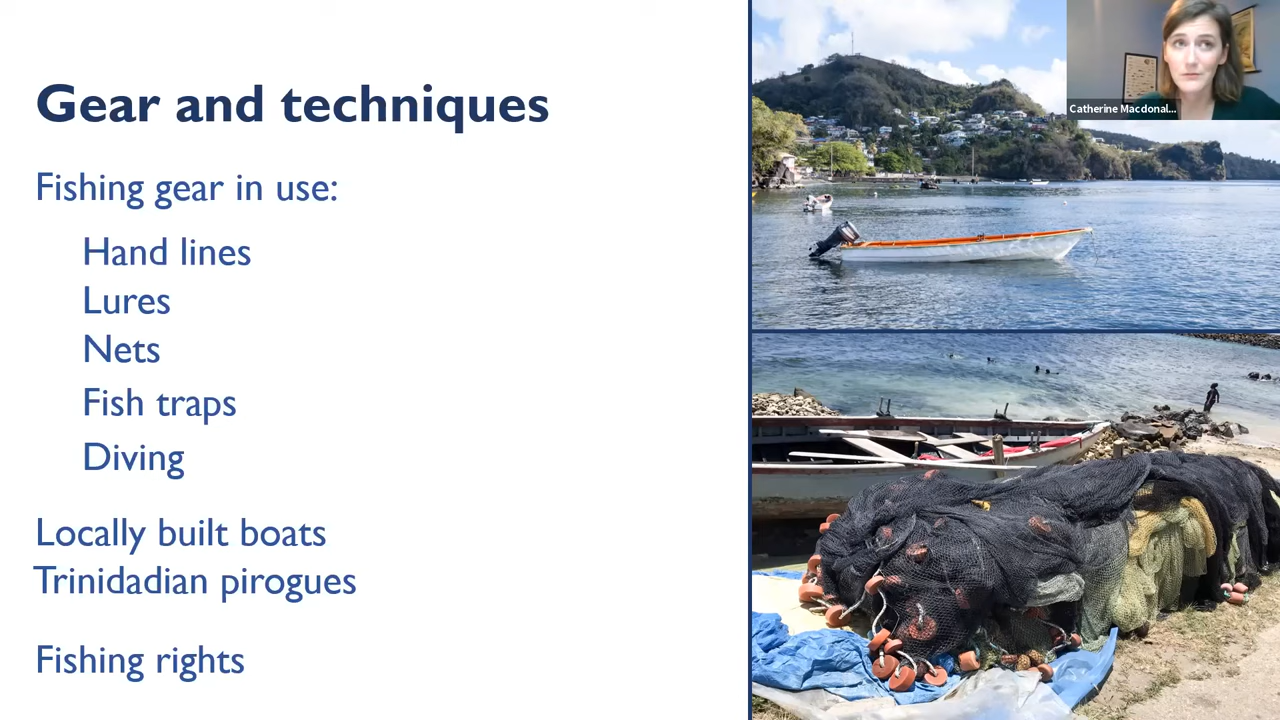 Gear and techniques
Fishing gear in use:
Hand lines
Lures
Nets
Fish traps
Diving
Locally built boats
Trinidadian pirogues
Fishing rights
Catherine Macdonal...